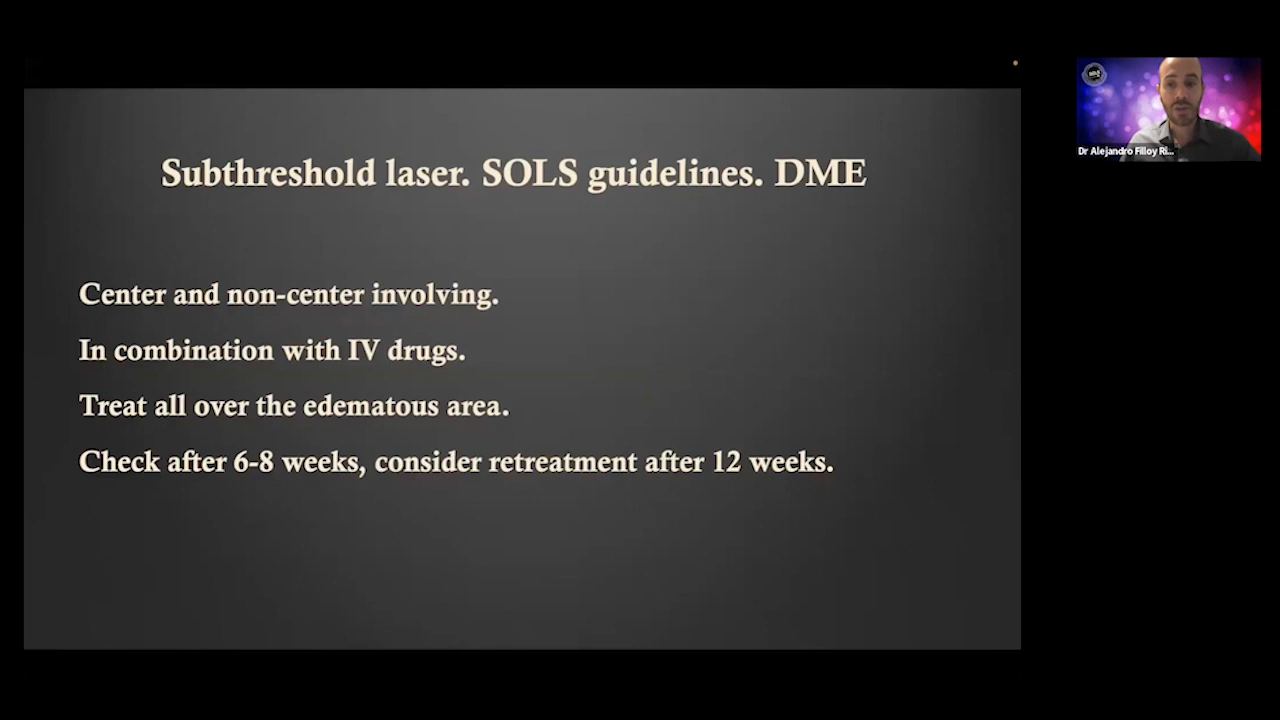 Subthreshold laser. SOLS guidelines. DME
Center and non-center involving.
In combination with IV drugs.
Treat all over the edematous area.
Check after 6-8 weeks, consider retreatment after 12 weeks.
Dr Alejandro Filloy Ri...